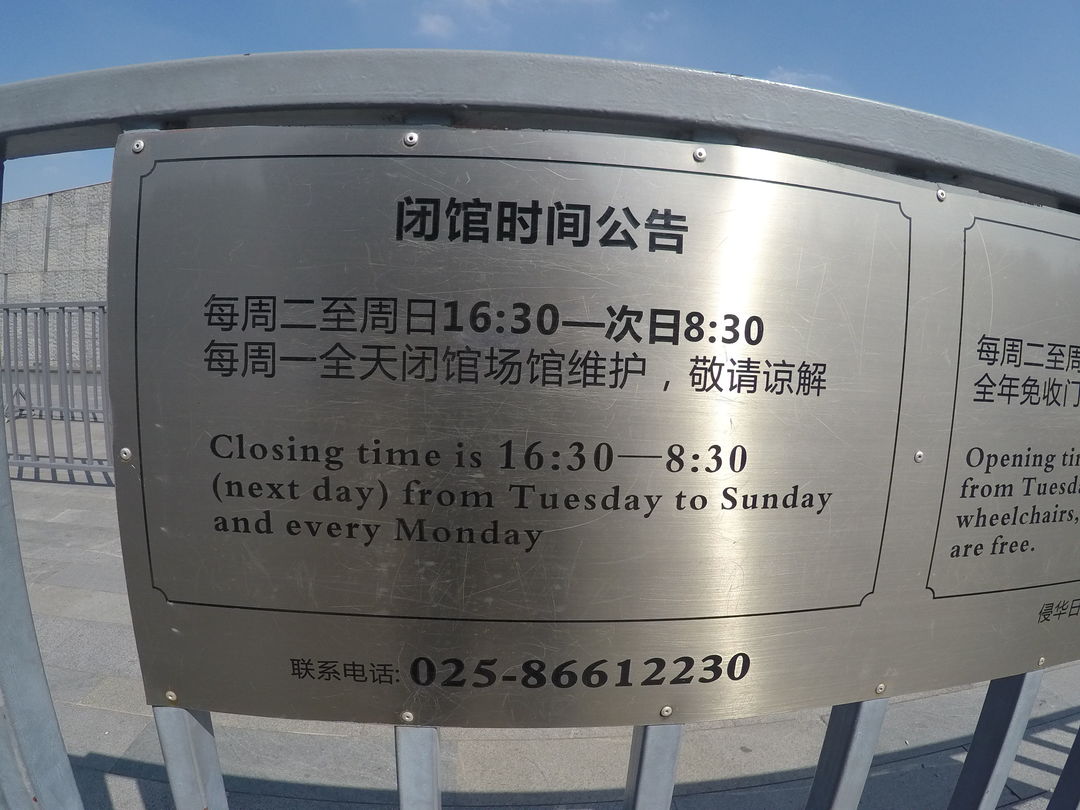 闭馆时间公告
每周二至周日16:30—次日8:30
每周一全天闭馆场馆维护，敬请谅解
Closing time is 16:30—8:30
(next day) from Tuesday to Sunday
and every Monday
联系电话: 025-86612230
每周二至周
全年免收门
Opening tim
from Tuesda
wheelchairs,
are free.
侵华日